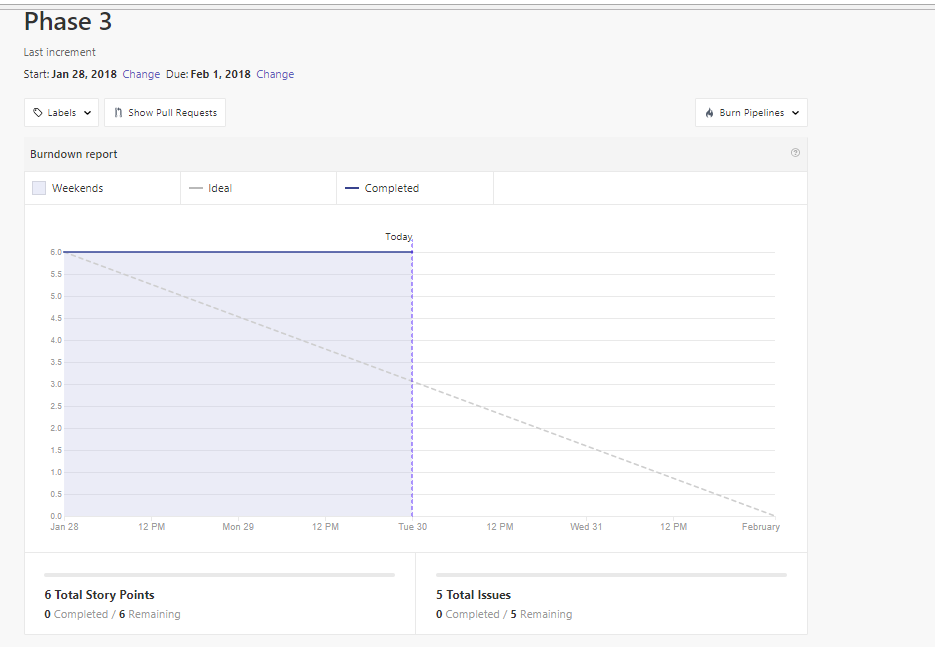 Phase 3
Last increment
Start: Jan 28, 2018 Change Due: Feb 1, 2018 Change
Labels Show Pull Requests Burn Pipelines
Burndown report
Weekends Ideal Completed
Today
6.0
5.5
5.0
4.5
4.0
3.5
3.0
2.5
2.0
1.5
1.0
0.5
0.0
Jan 28 12 PM Mon 29 12 PM Tue 30 12 PM Wed 31 12 PM February
6 Total Story Points
0 Completed / 6 Remaining
5 Total Issues
0 Completed / 5 Remaining